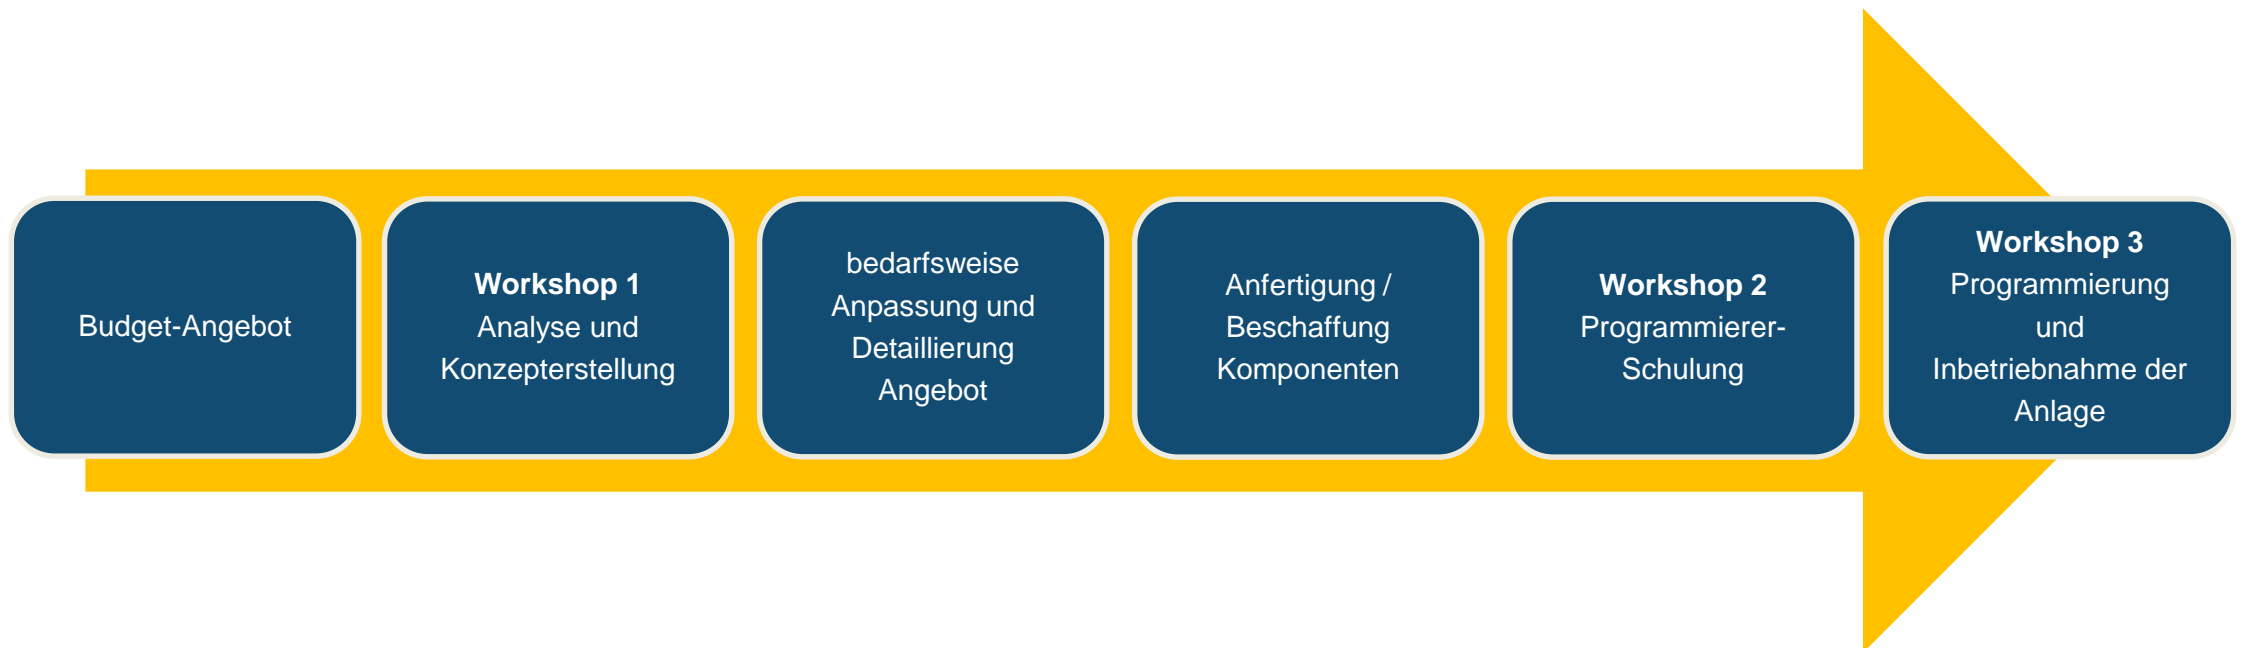 Budget-Angebot
Workshop 1
Analyse und
Konzepterstellung
bedarfsweise
Anpassung und
Detaillierung
Angebot
Anfertigung /
Beschaffung
Komponenten
Workshop 2
Programmierer-
Schulung
Workshop 3
Programmierung
und
Inbetriebnahme der
Anlage